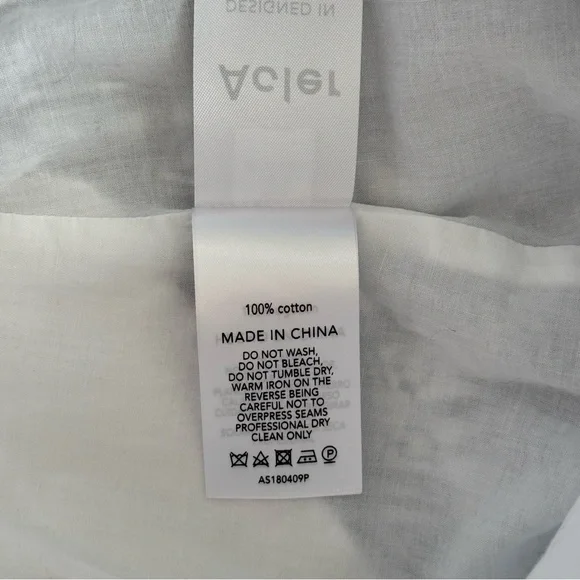 DESIGNED IN
Acler
100% cotton
MADE IN CHINA
DO NOT WASH,
DO NOT BLEACH,
DO NOT TUMBLE DRY,
WARM IRON ON THE
REVERSE BEING
CAREFUL NOT TO
OVERPRESS SEAMS
PROFESSIONAL DRY
CLEAN ONLY
P
AS180409P